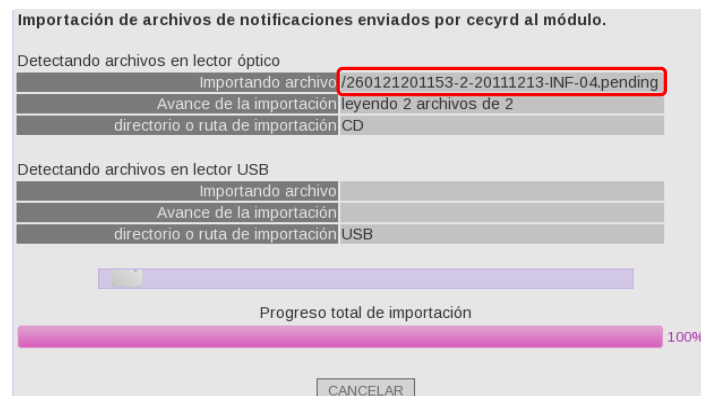 Importación de archivos de notificaciones enviados por cecyrd al módulo.
Detectando archivos en lector óptico
Importando archivo /260121201153-2-20111213-INF-04.pending
Avance de la importación leyendo 2 archivos de 2
directorio o ruta de importación CD
Detectando archivos en lector USB
Importando archivo
Avance de la importación
directorio o ruta de importación USB
Progreso total de importación
100%
CANCELAR